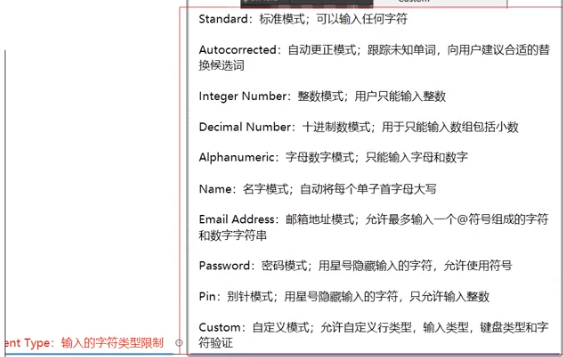 Custom
Standard：标准模式；可以输入任何字符
Autocorrected：自动更正模式；跟踪未知单词，向用户建议合适的替
换候选词
Integer Number：整数模式；用户只能输入整数
Decimal Number：十进制数模式；用于只能输入数组包括小数
Alphanumeric：字母数字模式；只能输入字母和数字
Name：名字模式；自动将每个单子首字母大写
Email Address：邮箱地址模式；允许最多输入一个@符号组成的字符
和数字字符串
Password：密码模式；用星号隐藏输入的字符，允许使用符号
Pin：别针模式；用星号隐藏输入的字符，只允许输入整数
Custom：自定义模式；允许自定义行类型，输入类型，键盘类型和字
符验证
ent Type：输入的字符类型限制